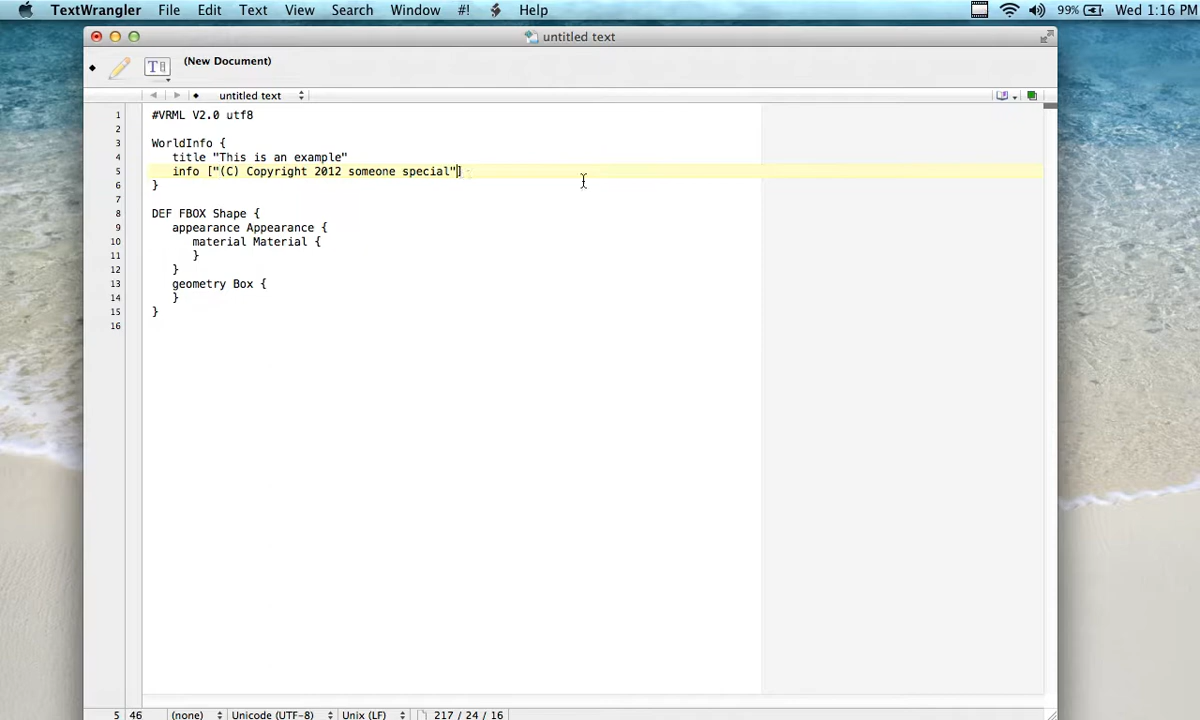 TextWrangler File Edit Text View Search Window #! Help 99% Wed 1:16 PM
untitled text
(New Document)
untitled text
1 #VRML V2.0 utf8
2
3 WorldInfo {
4 title "This is an example"
5 info ["(C) Copyright 2012 someone special"]
6 }
7
8 DEF FBOX Shape {
9 appearance Appearance {
10 material Material {
11 }
12 }
13 geometry Box {
14 }
15 }
16
5 46 (none) Unicode (UTF-8) Unix (LF) 217 / 24 / 16